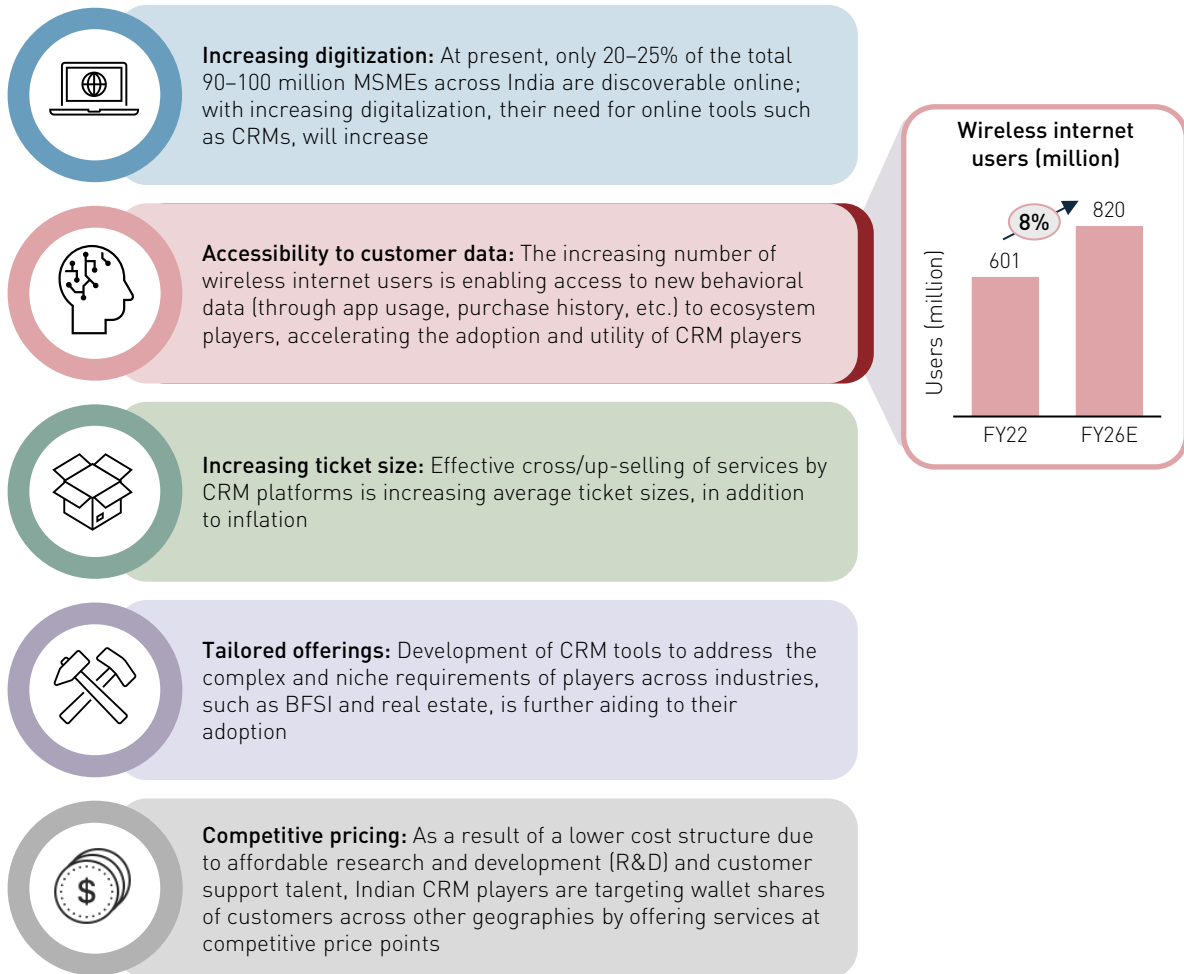 Increasing digitization: At present, only 20–25% of the total
90–100 million MSMEs across India are discoverable online;
with increasing digitalization, their need for online tools such
as CRMs, will increase
Accessibility to customer data: The increasing number of
wireless internet users is enabling access to new behavioral
data (through app usage, purchase history, etc.) to ecosystem
players, accelerating the adoption and utility of CRM players
Wireless internet
users (million)
Users (million)
8%
601
820
FY22
FY26E
Increasing ticket size: Effective cross/up-selling of services by
CRM platforms is increasing average ticket sizes, in addition
to inflation
Tailored offerings: Development of CRM tools to address  the
complex and niche requirements of players across industries,
such as BFSI and real estate, is further aiding to their
adoption
$
Competitive pricing: As a result of a lower cost structure due
to affordable research and development (R&D) and customer
support talent, Indian CRM players are targeting wallet shares
of customers across other geographies by offering services at
competitive price points